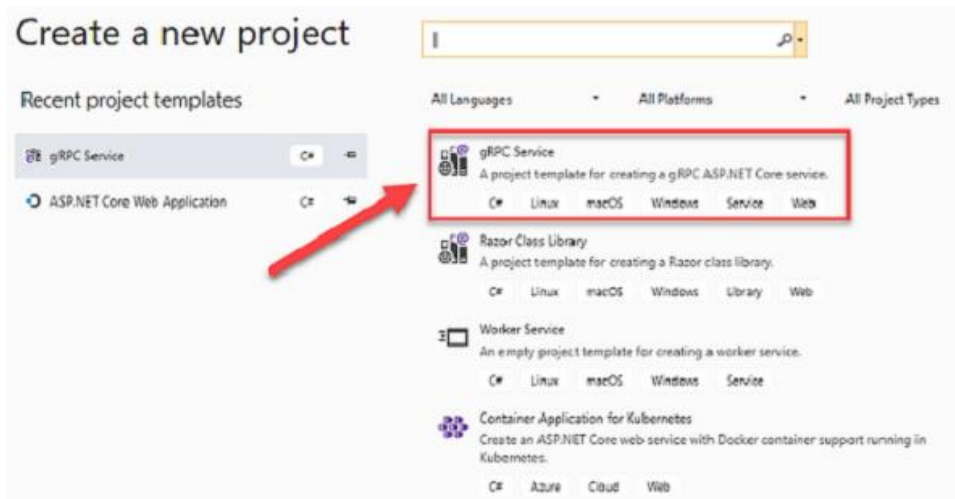 Create a new project
Recent project templates
gRPC Service C#
ASP.NET Core Web Application C#
All Languages All Platforms All Project Types
gRPC Service
A project template for creating a gRPC ASP.NET Core service.
C# Linux macOS Windows Service Web
Razor Class Library
A project template for creating a Razor class library.
C# Linux macOS Windows Library Web
Worker Service
An empty project template for creating a worker service.
C# Linux macOS Windows Service
Container Application for Kubernetes
Create an ASP.NET Core web service with Docker container support running in
Kubernetes.
C# Azure Cloud Web